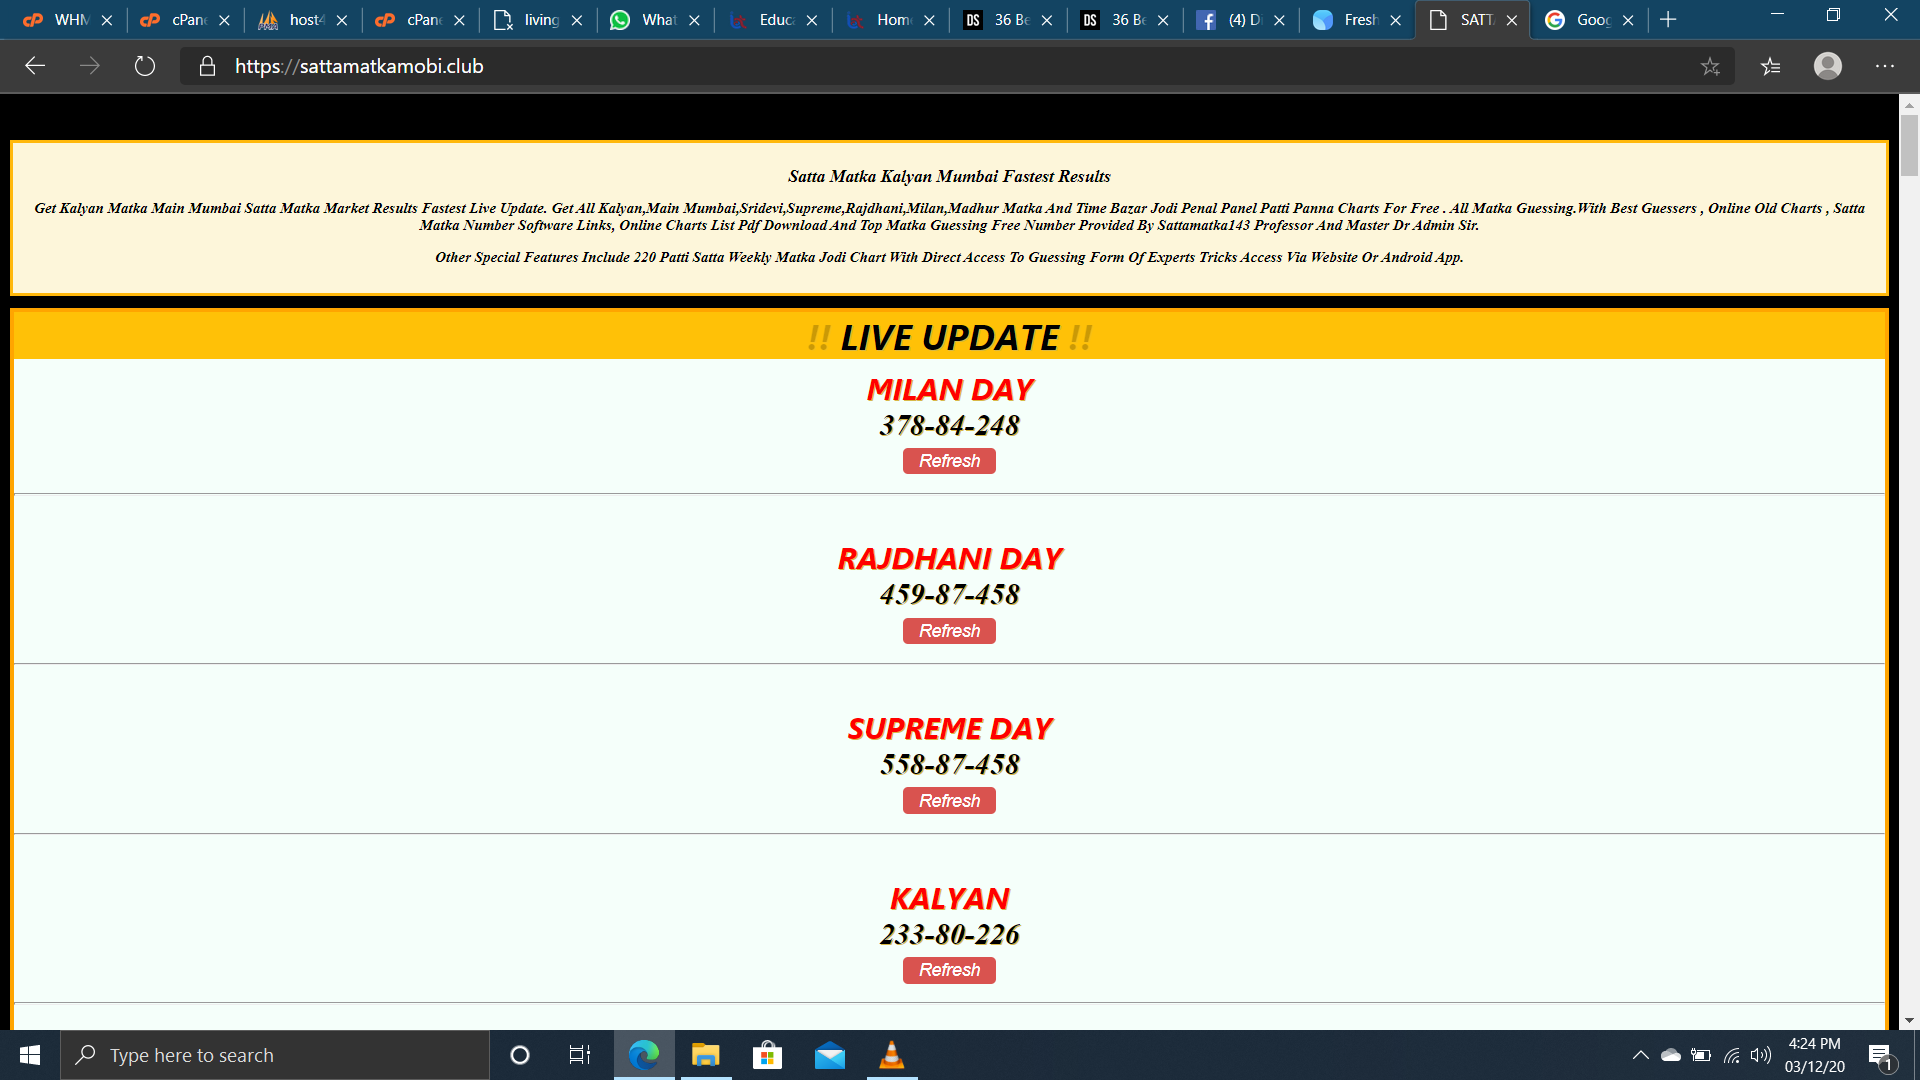 WHM
cPane
host4
cPane
living
What
Educa
Home
36 Be
36 Be
(4) Di
Fresh
SATTA
Goog
https://sattamatkamobi.club
Satta Matka Kalyan Mumbai Fastest Results
Get Kalyan Matka Main Mumbai Satta Matka Market Results Fastest Live Update. Get All Kalyan,Main Mumbai,Sridevi,Supreme,Rajdhani,Milan,Madhur Matka And Time Bazar Jodi Penal Panel Patti Panna Charts For Free . All Matka Guessing.With Best Guessers , Online Old Charts , Satta
Matka Number Software Links, Online Charts List Pdf Download And Top Matka Guessing Free Number Provided By Sattamatka143 Professor And Master Dr Admin Sir.
Other Special Features Include 220 Patti Satta Weekly Matka Jodi Chart With Direct Access To Guessing Form Of Experts Tricks Access Via Website Or Android App.
!! LIVE UPDATE !!
MILAN DAY
378-84-248
Refresh
RAJDHANI DAY
459-87-458
Refresh
SUPREME DAY
558-87-458
Refresh
KALYAN
233-80-226
Refresh
Type here to search
4:24 PM
03/12/20
1